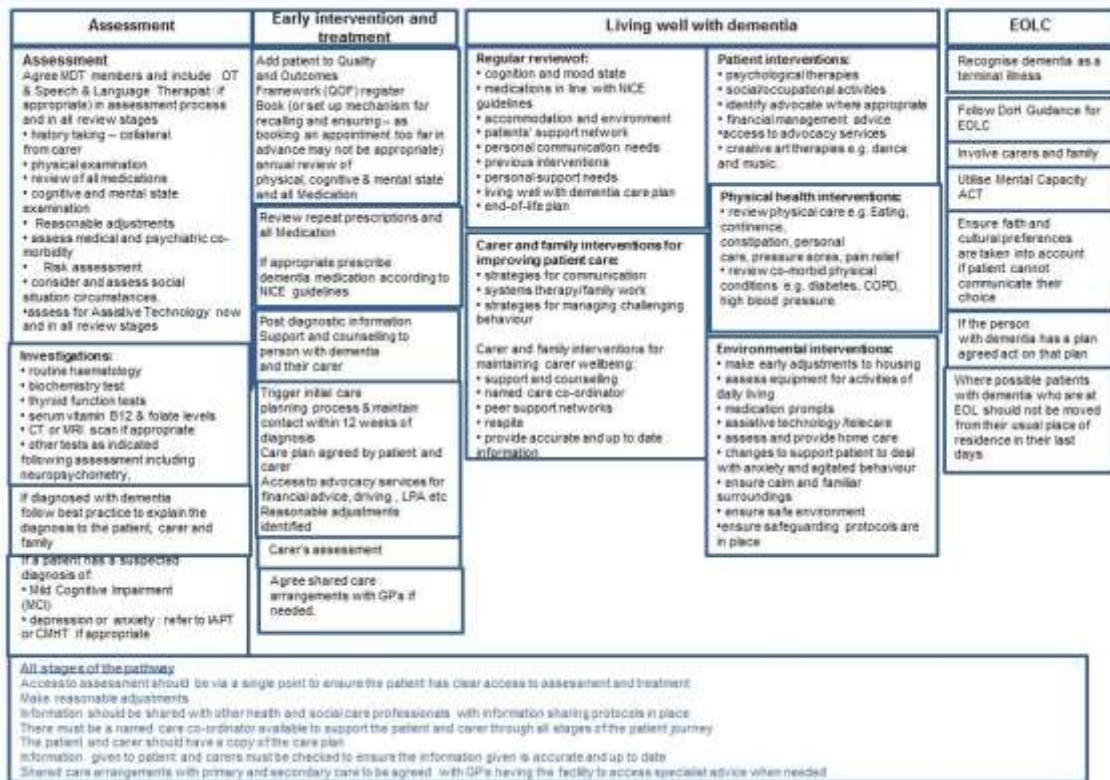 Assessment
Assessment
Agree MDT members and include OT
& Speech & Language Therapist if
appropriate) in assessment process
and in all review stages
• history taking – collateral
from carer
• physical examination
• review of all medications
• cognitive and mental state
examination
• Reasonable adjustments
• assess medical and psychiatric co-
morbidity
• Risk assessment
• consider and assess social
situation circumstances.
•assess for Assistive Technology now
and in all review stages
Investigations:
• routine haematology
• biochemistry test
• thyroid function tests
• serum vitamin B12 & folate levels
• CT or MRI scan if appropriate
• other tests as indicated
following assessment including
neuropsychometry,
If diagnosed with dementia
follow best practice to explain the
diagnosis to the patient, carer and
family
If a patient has a suspected
diagnosis of:
• Mild Cognitive Impairment
(MCI)
• depression or anxiety : refer to IAPT
or CMHT if appropriate
Early intervention and
treatment
Add patient to Quality
and Outcomes
Framework (QOF) register
Book (or set up mechanism for
recalling and ensuring – as
booking an appointment too far in
advance may not be appropriate)
annual review of
physical, cognitive & mental state
and all Medication
Review repeat prescriptions and
all Medication
If appropriate prescribe
dementia medication according to
NICE guidelines
Post diagnostic information
Support and counselling to
person with dementia
and their carer
Trigger initial care
planning process & maintain
contact within 12 weeks of
diagnosis
Care plan agreed by patient and
carer
Access to advocacy services for
financial advice, driving , LPA etc
Reasonable adjustments
identified
Carer's assessment
Agree shared care
arrangements with GP's if
needed.
Living well with dementia
Regular review of:
• cognition and mood state
• medications in line with NICE
guidelines
• accommodation and environment
• patients' support network
• personal communication needs
• previous interventions
• personal support needs
• living well with dementia care plan
• end-of-life plan
Carer and family interventions for
improving patient care:
• strategies for communication
• systems therapy/family work
• strategies for managing challenging
behaviour
Carer and family interventions for
maintaining carer wellbeing:
• support and counselling
• named care co-ordinator
• peer support networks
• respite
• provide accurate and up to date
information
Patient interventions:
• psychological therapies
• social/occupational activities
• identify advocate where appropriate
• financial management advice
•access to advocacy services
• creative art therapies e.g. dance
and music.
Physical health interventions:
• review physical care e.g. Eating,
continence,
constipation, personal
care, pressure sores, pain relief
• review co-morbid physical
conditions e.g. diabetes, COPD,
high blood pressure.
Environmental interventions:
• make early adjustments to housing
• assess equipment for activities of
daily living
• medication prompts
• assistive technology /telecare
• assess and provide home care
• changes to support patient to deal
with anxiety and agitated behaviour
• ensure calm and familiar
surroundings
• ensure safe environment
•ensure safeguarding protocols are
in place
EOLC
Recognise dementia as a
terminal illness
Follow DoH Guidance for
EOLC
Involve carers and family
Utilise Mental Capacity
ACT
Ensure faith and
cultural preferences
are taken into account
if patient cannot
communicate their
choice
If the person
with dementia has a plan
agreed act on that plan
Where possible patients
with dementia who are at
EOL should not be moved
from their usual place of
residence in their last
days
All stages of the pathway
Access to assessment should be via a single point to ensure the patient has clear access to assessment and treatment
Make reasonable adjustments
Information should be shared with other health and social care professionals with information sharing protocols in place
There must be a named care co-ordinator available to support the patient and carer through all stages of the patient journey
The patient and carer should have a copy of the care plan
Information given to patient and carers must be checked to ensure the information given is accurate and up to date
Shared care arrangements with primary and secondary care to be agreed with GP's having the facility to access specialist advice when needed